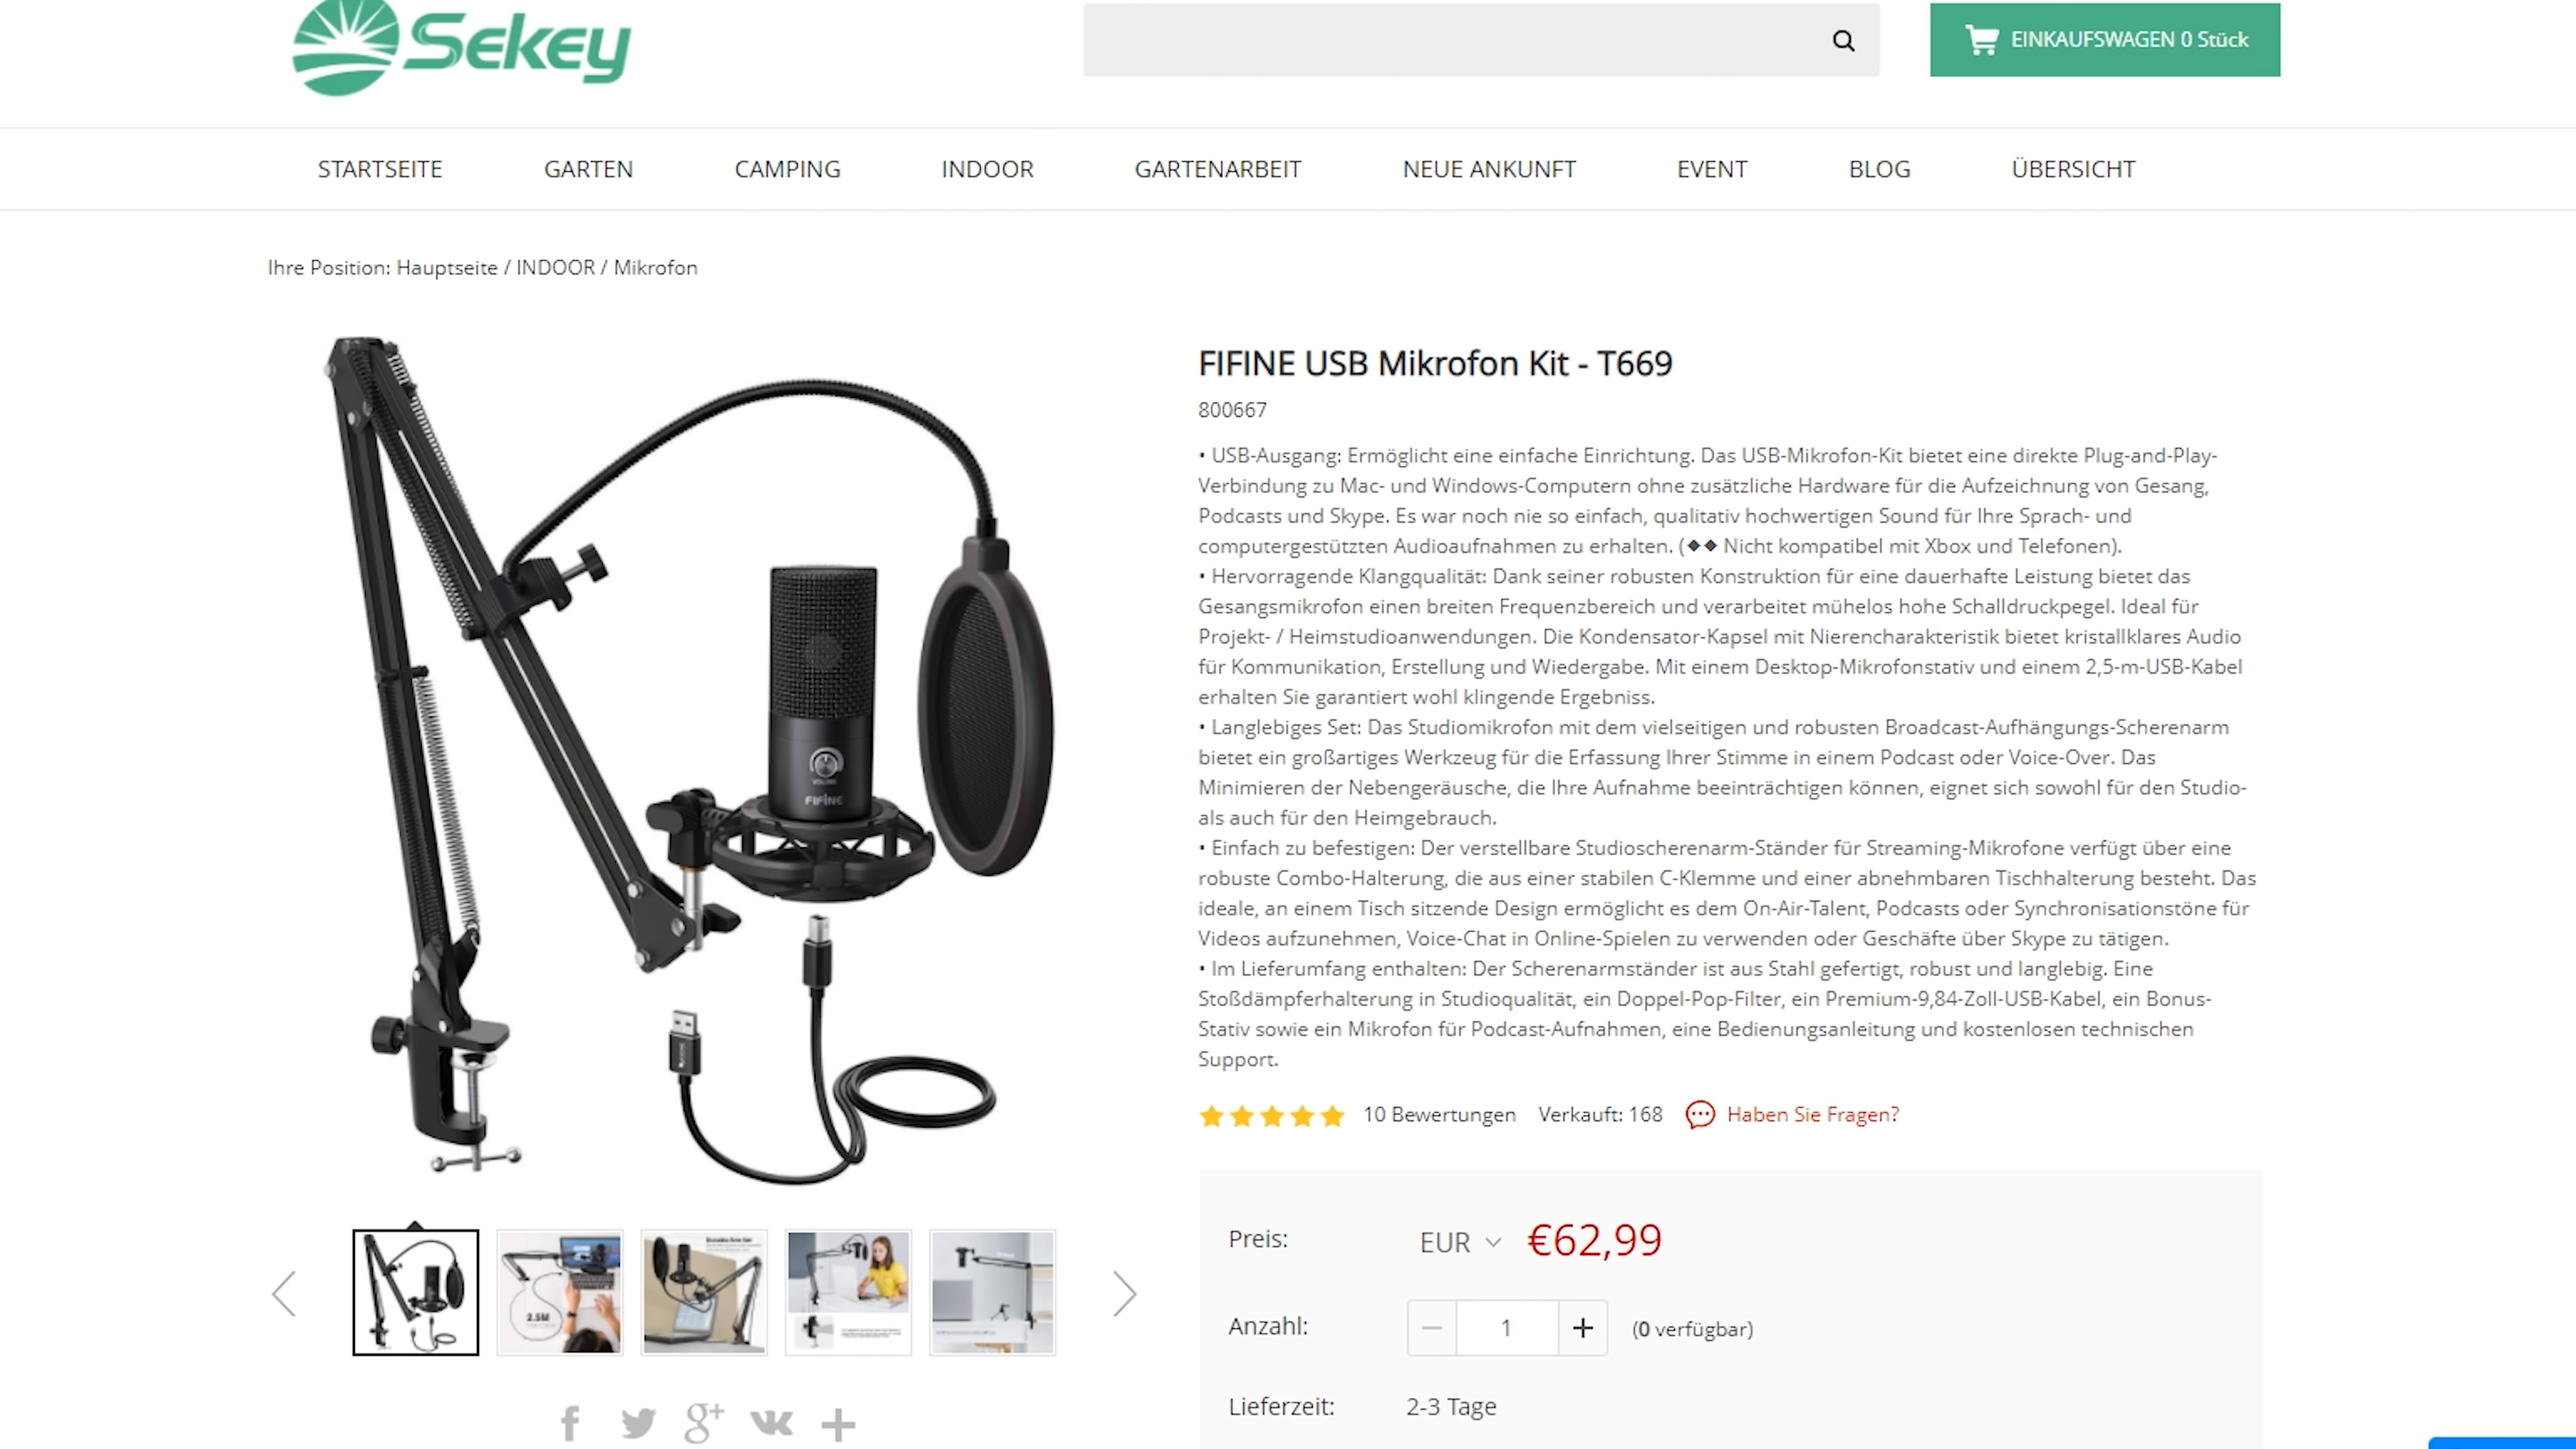 Sekey
EINKAUFSWAGEN 0 Stück
STARTSEITE
GARTEN
CAMPING
INDOOR
GARTENARBEIT
NEUE ANKUNFT
EVENT
BLOG
ÜBERSICHT
Ihre Position: Hauptseite / INDOOR / Mikrofon
VOLUME
FIFINE
2.5M
FIFINE USB Mikrofon Kit - T669
800667
• USB-Ausgang: Ermöglicht eine einfache Einrichtung. Das USB-Mikrofon-Kit bietet eine direkte Plug-and-Play-
Verbindung zu Mac- und Windows-Computern ohne zusätzliche Hardware für die Aufzeichnung von Gesang,
Podcasts und Skype. Es war noch nie so einfach, qualitativ hochwertigen Sound für Ihre Sprach- und
computergestützten Audioaufnahmen zu erhalten. (◆◆ Nicht kompatibel mit Xbox und Telefonen).
• Hervorragende Klangqualität: Dank seiner robusten Konstruktion für eine dauerhafte Leistung bietet das
Gesangsmikrofon einen breiten Frequenzbereich und verarbeitet mühelos hohe Schalldruckpegel. Ideal für
Projekt- / Heimstudioanwendungen. Die Kondensator-Kapsel mit Nierencharakteristik bietet kristallklares Audio
für Kommunikation, Erstellung und Wiedergabe. Mit einem Desktop-Mikrofonstativ und einem 2,5-m-USB-Kabel
erhalten Sie garantiert wohl klingende Ergebniss.
• Langlebiges Set: Das Studiomikrofon mit dem vielseitigen und robusten Broadcast-Aufhängungs-Scherenarm
bietet ein großartiges Werkzeug für die Erfassung Ihrer Stimme in einem Podcast oder Voice-Over. Das
Minimieren der Nebengeräusche, die Ihre Aufnahme beeinträchtigen können, eignet sich sowohl für den Studio-
als auch für den Heimgebrauch.
• Einfach zu befestigen: Der verstellbare Studioscherenarm-Ständer für Streaming-Mikrofone verfügt über eine
robuste Combo-Halterung, die aus einer stabilen C-Klemme und einer abnehmbaren Tischhalterung besteht. Das
ideale, an einem Tisch sitzende Design ermöglicht es dem On-Air-Talent, Podcasts oder Synchronisationstöne für
Videos aufzunehmen, Voice-Chat in Online-Spielen zu verwenden oder Geschäfte über Skype zu tätigen.
• Im Lieferumfang enthalten: Der Scherenarmständer ist aus Stahl gefertigt, robust und langlebig. Eine
Stoßdämpferhalterung in Studioqualität, ein Doppel-Pop-Filter, ein Premium-9,84-Zoll-USB-Kabel, ein Bonus-
Stativ sowie ein Mikrofon für Podcast-Aufnahmen, eine Bedienungsanleitung und kostenlosen technischen
Support.
10 Bewertungen Verkauft: 168 Haben Sie Fragen?
Preis: EUR €62,99
Anzahl: − 1 + (0 verfügbar)
Lieferzeit: 2-3 Tage